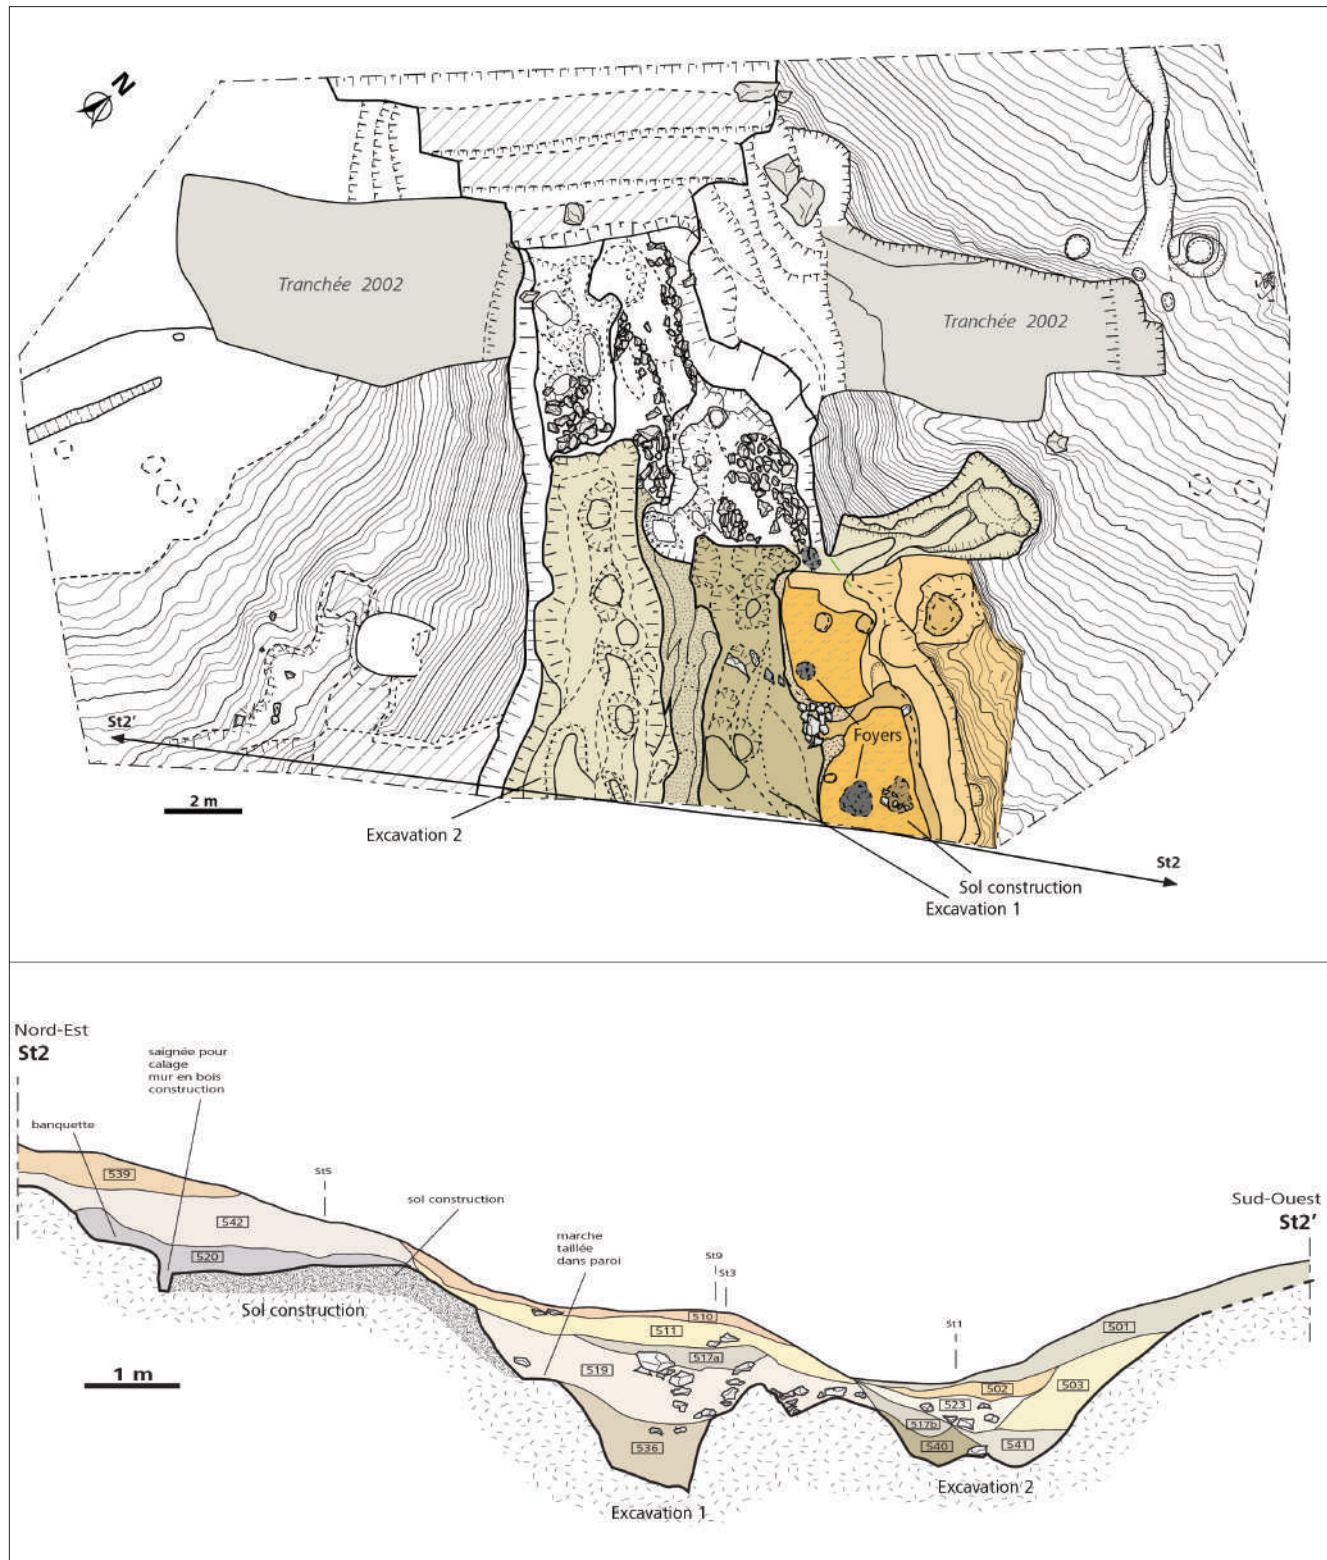 N
Tranchée 2002
Tranchée 2002
St2'
2 m
Foyers
Excavation 2
St2
Sol construction
Excavation 1
Nord-Est
St2
saignée pour
calage
mur en bois
construction
banquette
539
St5
sol construction
542
520
Sol construction
marche
taillée
dans paroi
St9
St3
Sud-Ouest
St2'
510
511
517a
519
536
St1
501
502
503
523
517b
540
541
1 m
Excavation 1
Excavation 2